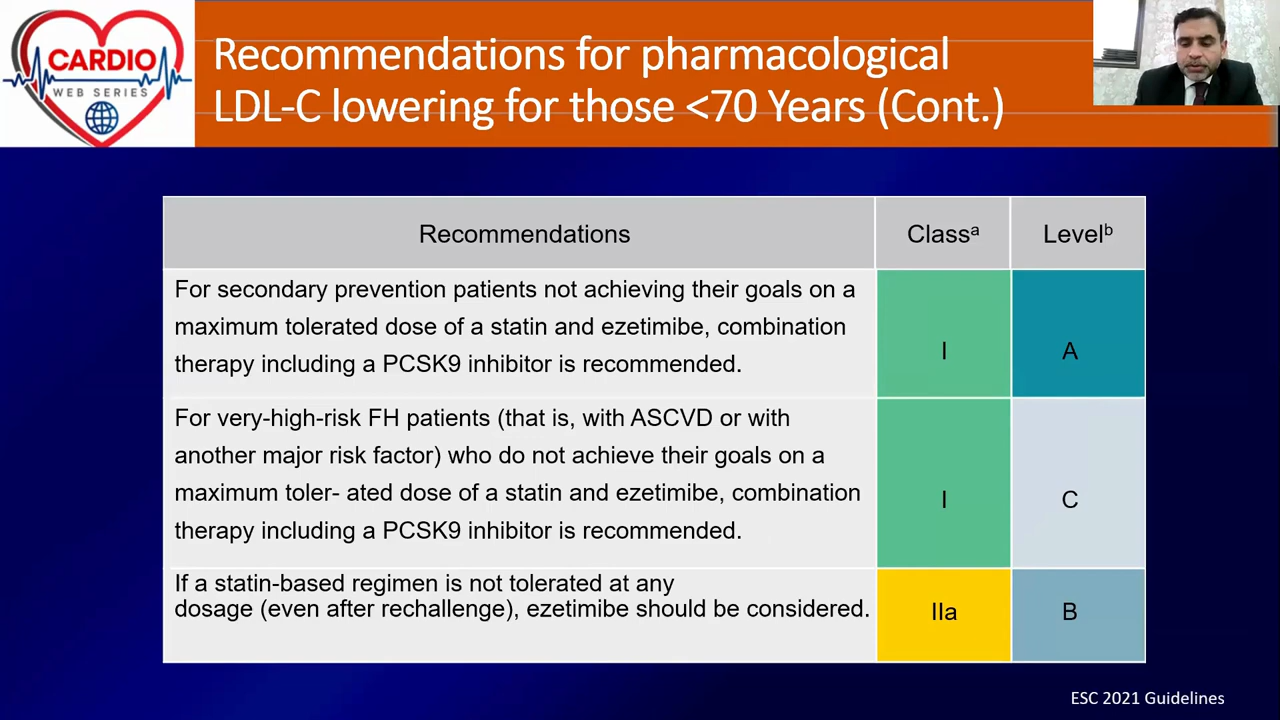 CARDIO
WEB SERIES
Recommendations for pharmacological
LDL-C lowering for those <70 Years (Cont.)
Recommendations Classᵃ Levelᵇ
For secondary prevention patients not achieving their goals on a
maximum tolerated dose of a statin and ezetimibe, combination
therapy including a PCSK9 inhibitor is recommended.
I A
For very-high-risk FH patients (that is, with ASCVD or with
another major risk factor) who do not achieve their goals on a
maximum toler- ated dose of a statin and ezetimibe, combination
therapy including a PCSK9 inhibitor is recommended.
I C
If a statin-based regimen is not tolerated at any
dosage (even after rechallenge), ezetimibe should be considered.
IIa B
ESC 2021 Guidelines